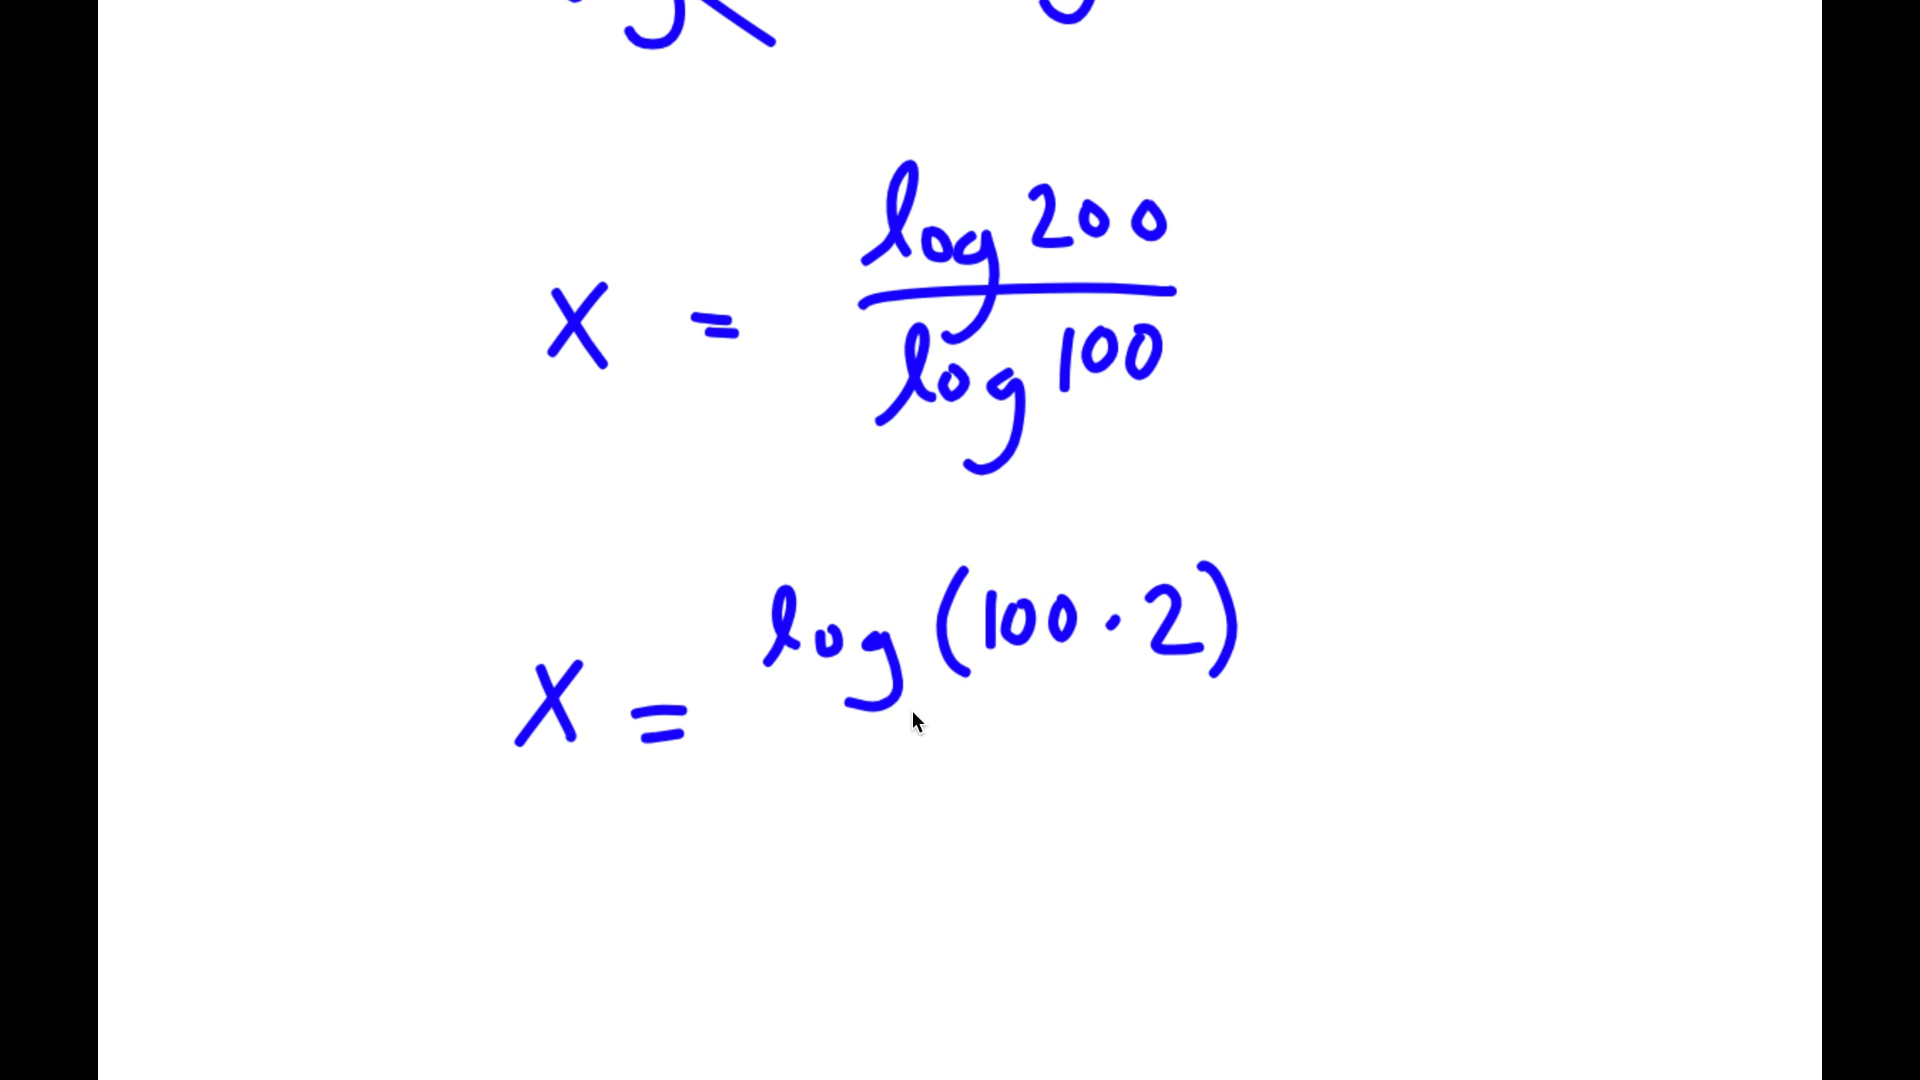 x = log 200 / log 100
x = log (100 · 2)